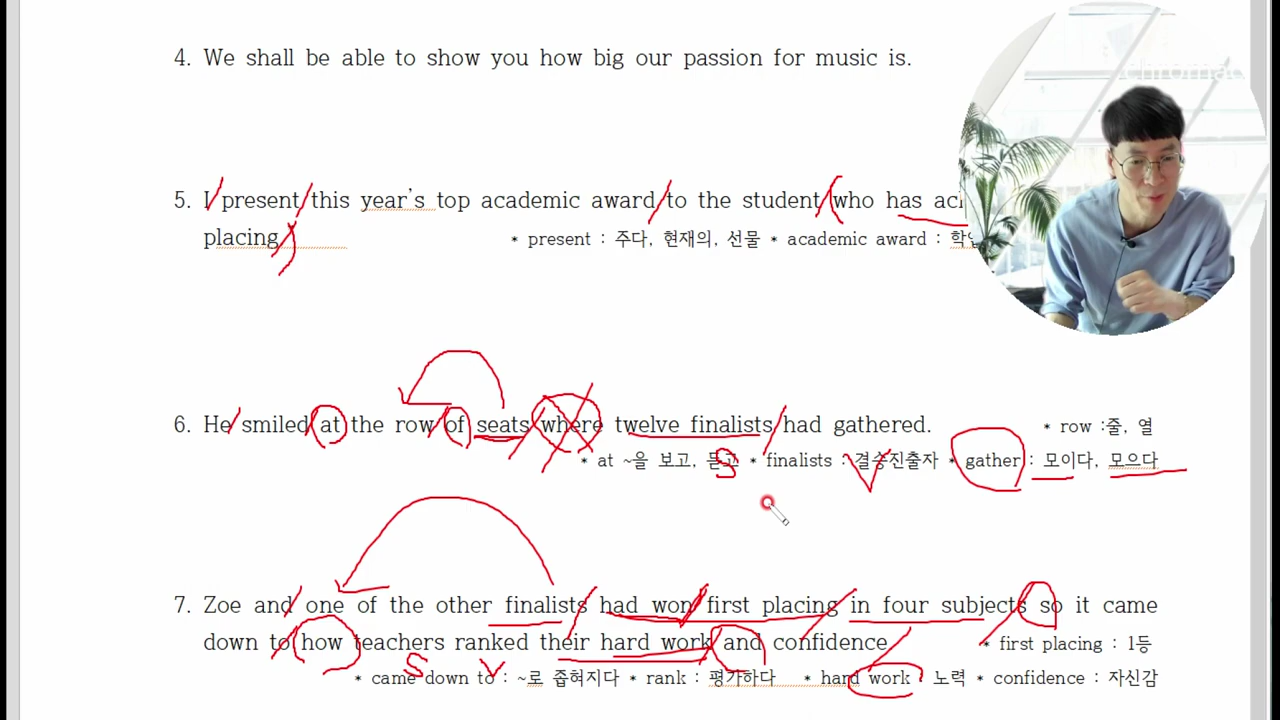 4. We shall be able to show you how big our passion for music is.
5. I present this year's top academic award to the student who has
placing * present : 주다, 현재의, 선물 * academic award :
6. He smiled at the row of seats where twelve finalists had gathered. * row :줄, 열
* at ~을 보고, 듣고 * finalists : 결승진출자 * gather : 모이다, 모으다
S V
7. Zoe and one of the other finalists had won first placing in four subjects so it came
down to how teachers ranked their hard work and confidence * first placing : 1등
S V
* came down to : ~로 좁혀지다 * rank : 평가하다 * hard work : 노력 * confidence : 자신감